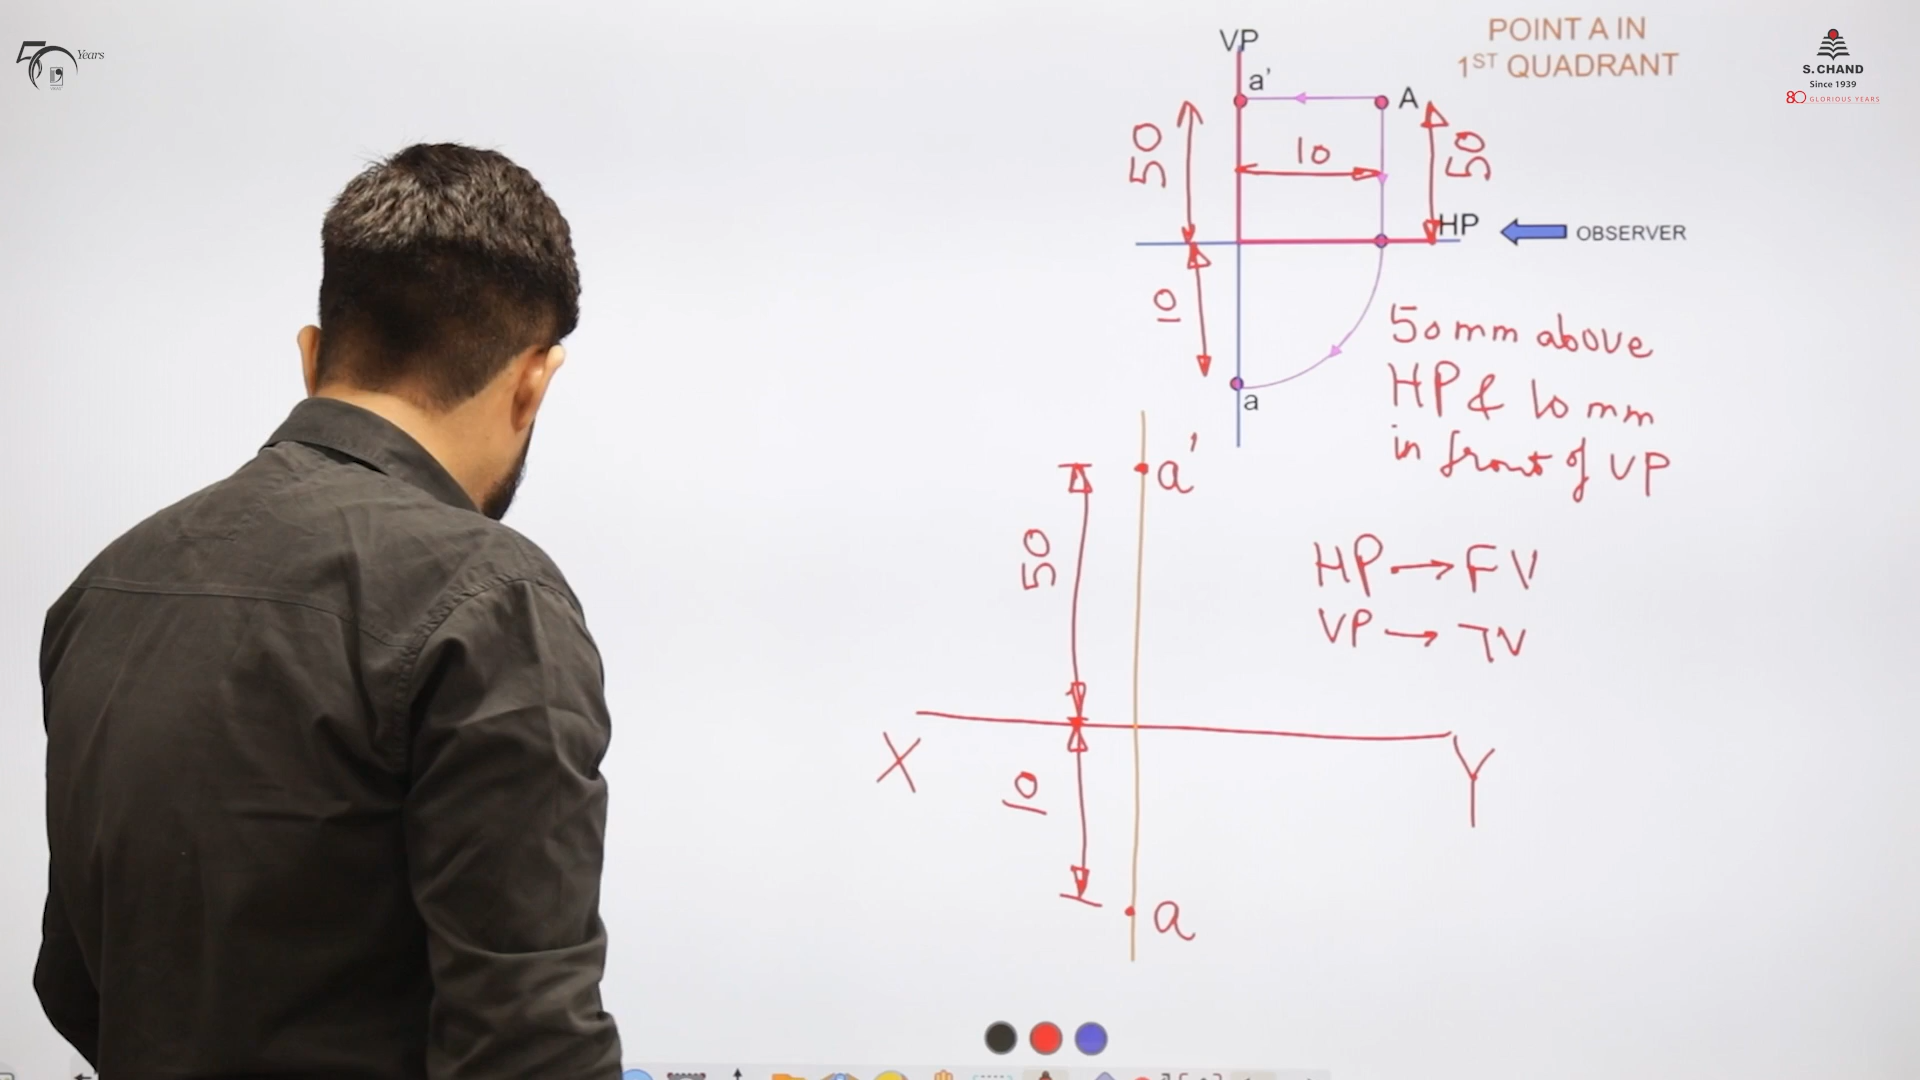 50 Years
POINT A IN
1ST QUADRANT
S. CHAND
Since 1939
80 GLORIOUS YEARS
VP
a'
A
50
10
50
HP
OBSERVER
10
a
50 mm above
HP & 10 mm
in front of VP
a'
50
HP → FV
VP → TV
X
Y
10
a